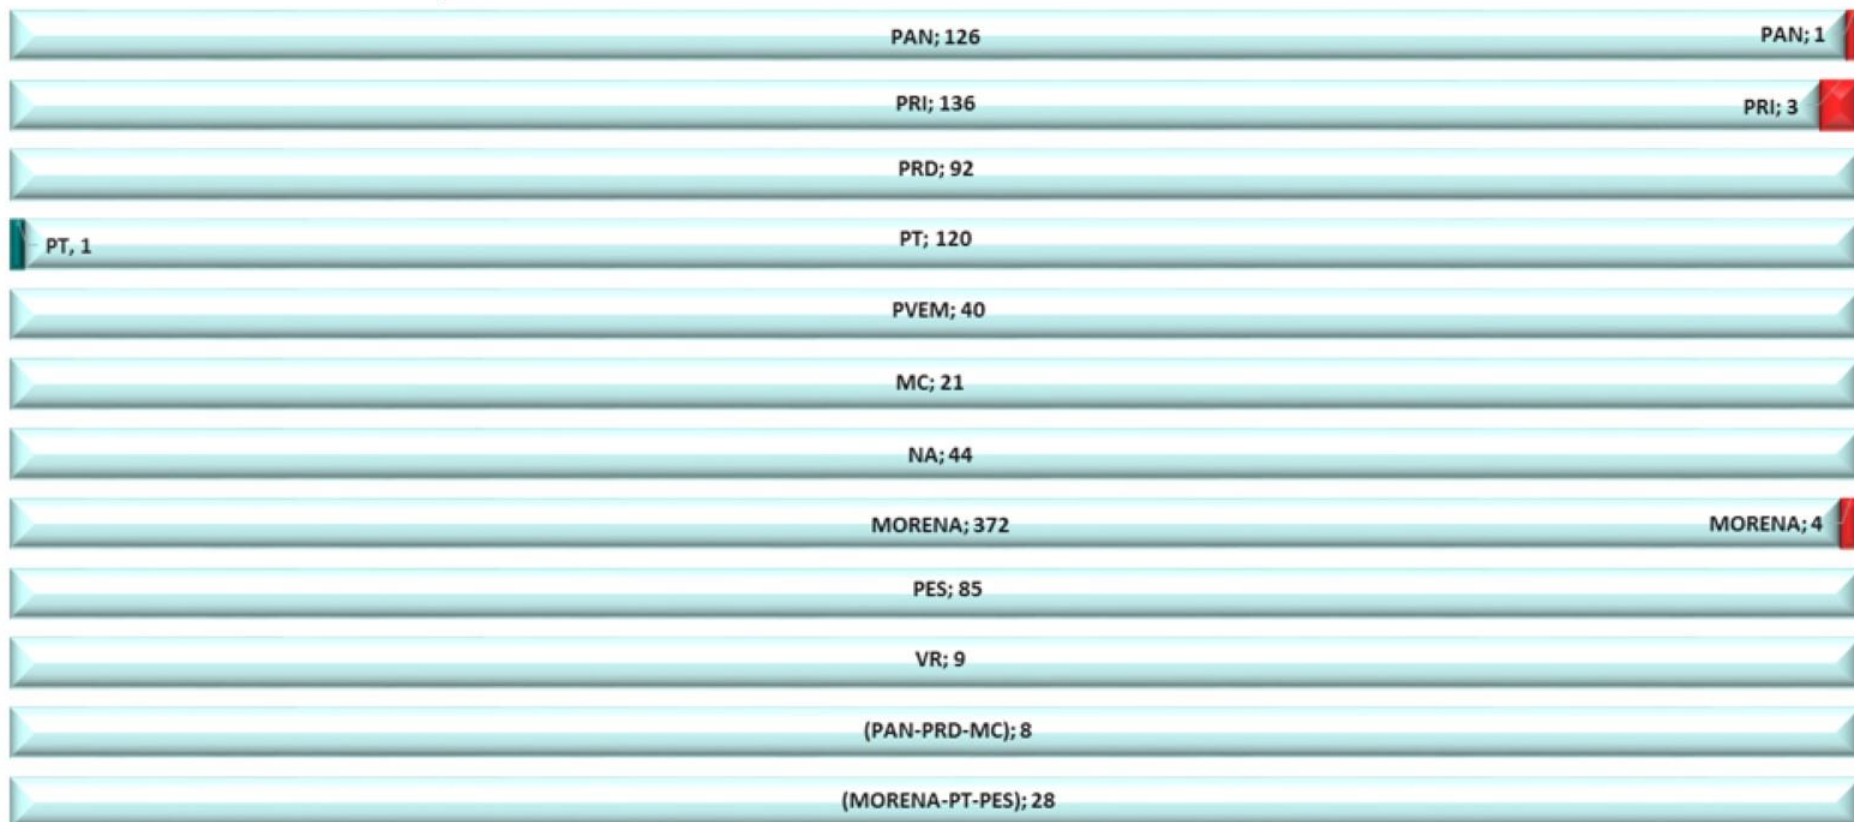 PAN; 126 PAN; 1
PRI; 136 PRI; 3
PRD; 92
PT, 1 PT; 120
PVEM; 40
MC; 21
NA; 44
MORENA; 372 MORENA; 4
PES; 85
VR; 9
(PAN-PRD-MC); 8
(MORENA-PT-PES); 28